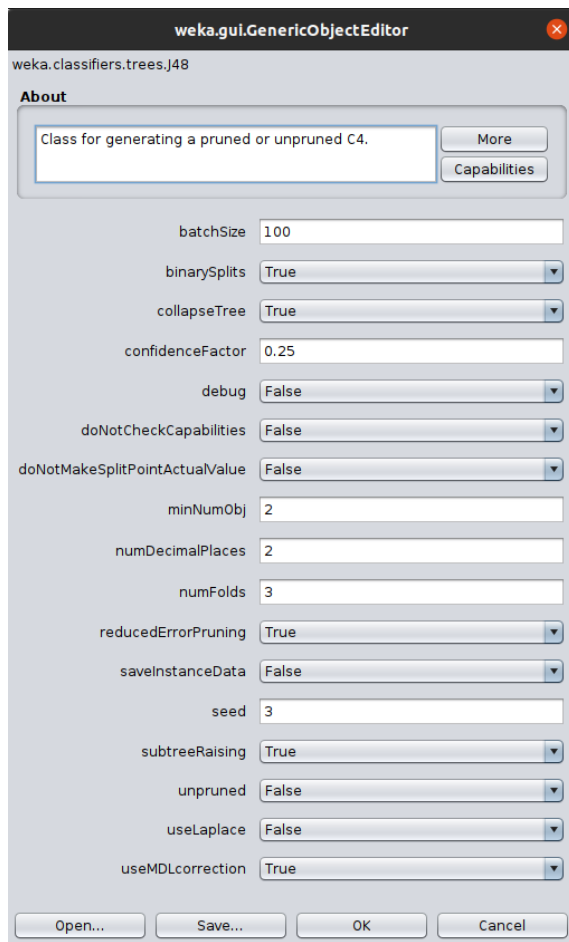 weka.gui.GenericObjectEditor
weka.classifiers.trees.J48
About
Class for generating a pruned or unpruned C4.
More
Capabilities
batchSize 100
binarySplits True
collapseTree True
confidenceFactor 0.25
debug False
doNotCheckCapabilities False
doNotMakeSplitPointActualValue False
minNumObj 2
numDecimalPlaces 2
numFolds 3
reducedErrorPruning True
saveInstanceData False
seed 3
subtreeRaising True
unpruned False
useLaplace False
useMDLcorrection True
Open... Save... OK Cancel